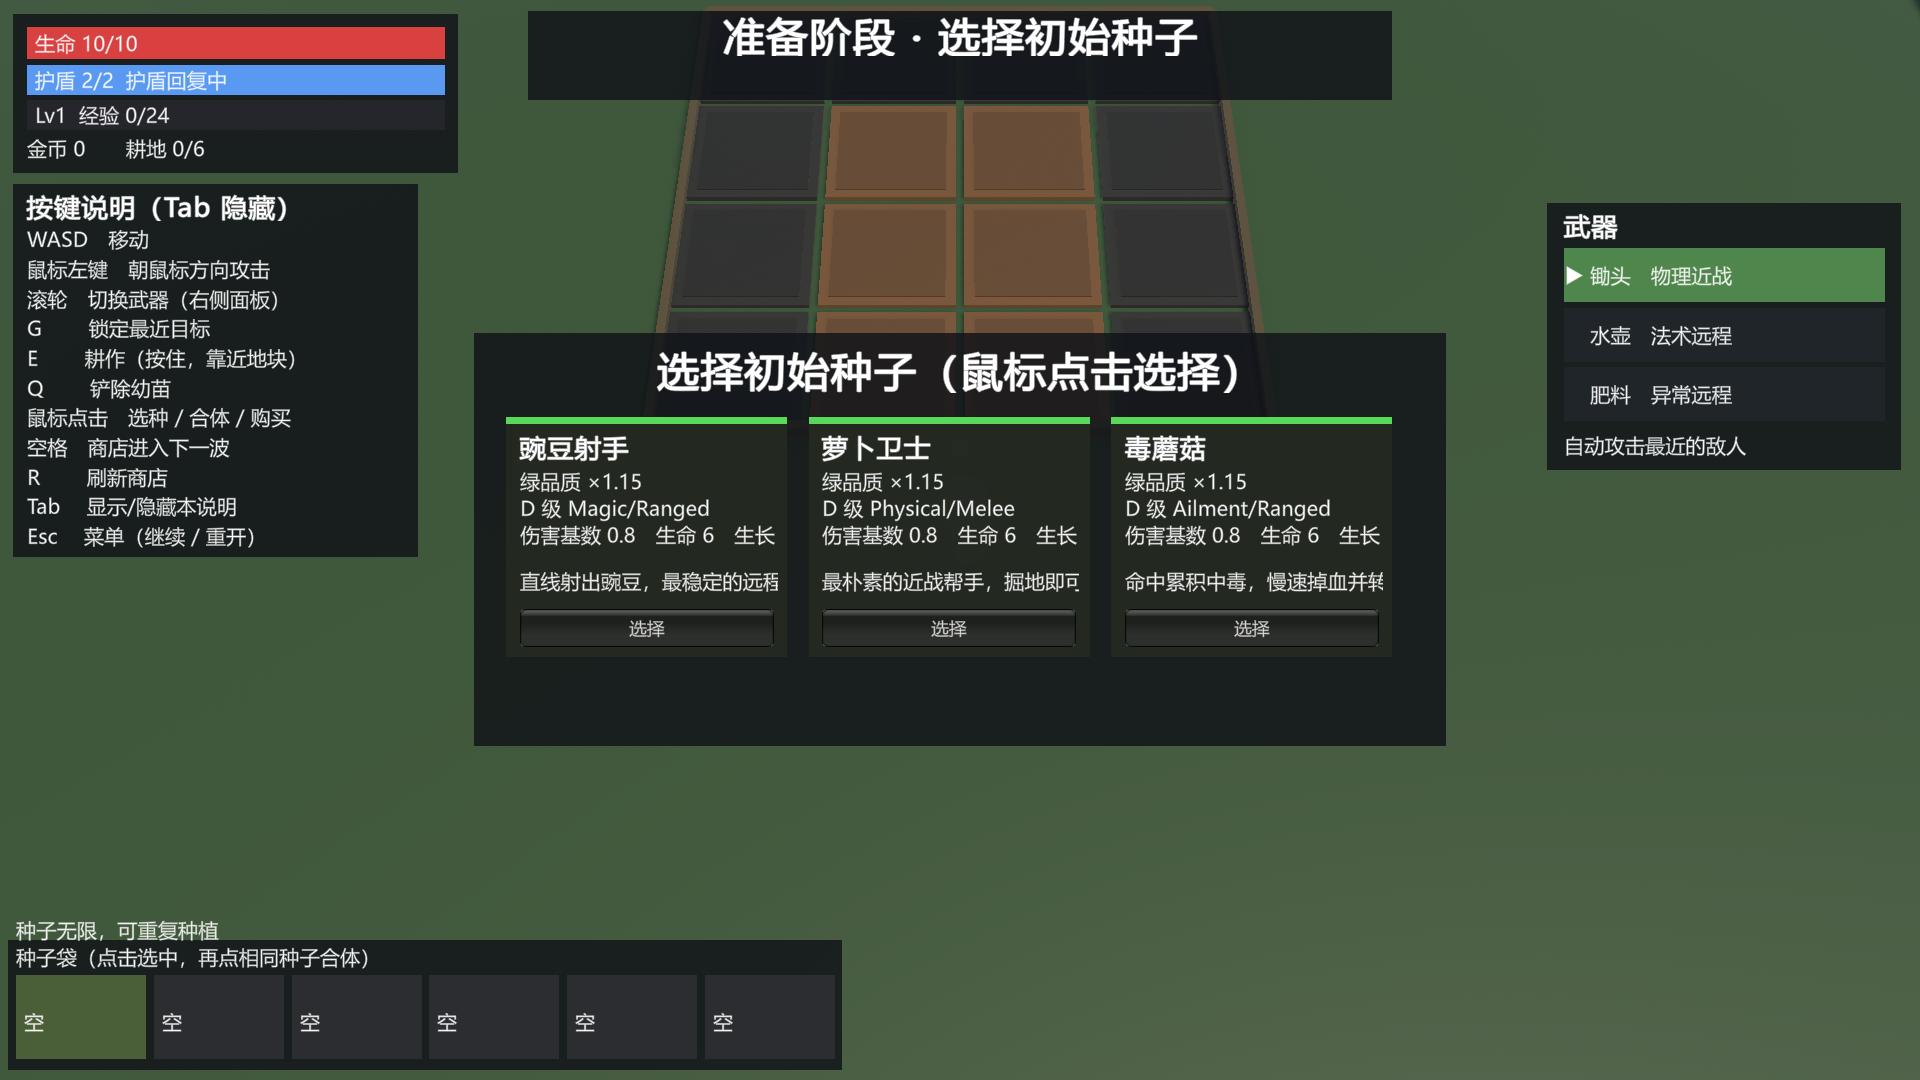 生命 10/10
护盾 2/2 护盾回复中
Lv1 经验 0/24
金币 0 耕地 0/6
准备阶段 · 选择初始种子
按键说明（Tab 隐藏）
WASD 移动
鼠标左键 朝鼠标方向攻击
滚轮 切换武器（右侧面板）
G 锁定最近目标
E 耕作（按住，靠近地块）
Q 铲除幼苗
鼠标点击 选种 / 合体 / 购买
空格 商店进入下一波
R 刷新商店
Tab 显示/隐藏本说明
Esc 菜单（继续 / 重开）
武器
▶ 锄头 物理近战
水壶 法术远程
肥料 异常远程
自动攻击最近的敌人
选择初始种子（鼠标点击选择）
豌豆射手
绿品质 ×1.15
D 级 Magic/Ranged
伤害基数 0.8 生命 6 生长
直线射出豌豆，最稳定的远程
选择
萝卜卫士
绿品质 ×1.15
D 级 Physical/Melee
伤害基数 0.8 生命 6 生长
最朴素的近战帮手，掘地即可
选择
毒蘑菇
绿品质 ×1.15
D 级 Ailment/Ranged
伤害基数 0.8 生命 6 生长
命中累积中毒，慢速掉血并转
选择
种子无限，可重复种植
种子袋（点击选中，再点相同种子合体）
空 空 空 空 空 空